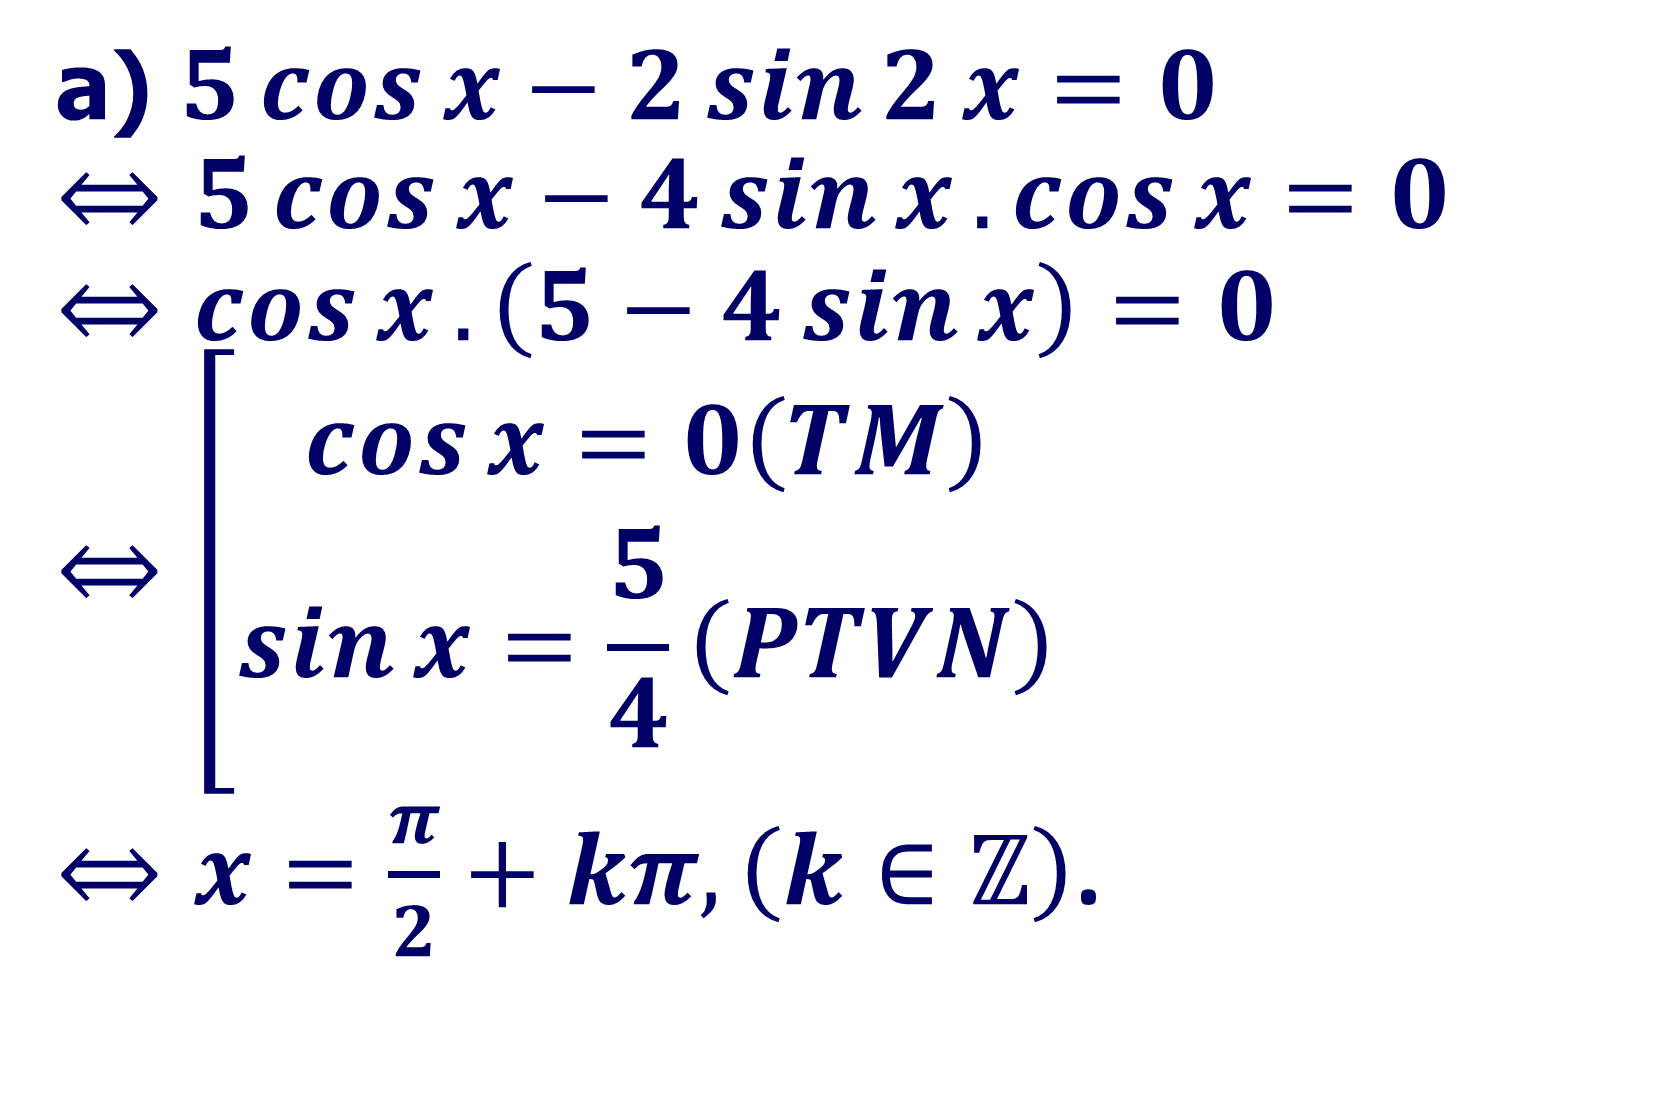 a) 5 cos x − 2 sin 2 x = 0
⇔ 5 cos x − 4 sin x . cos x = 0
⇔ cos x . (5 − 4 sin x) = 0
⇔ [ cos x = 0(TM)
sin x = 5/4 (PTVN)
⇔ x = π/2 + kπ, (k ∈ ℤ).